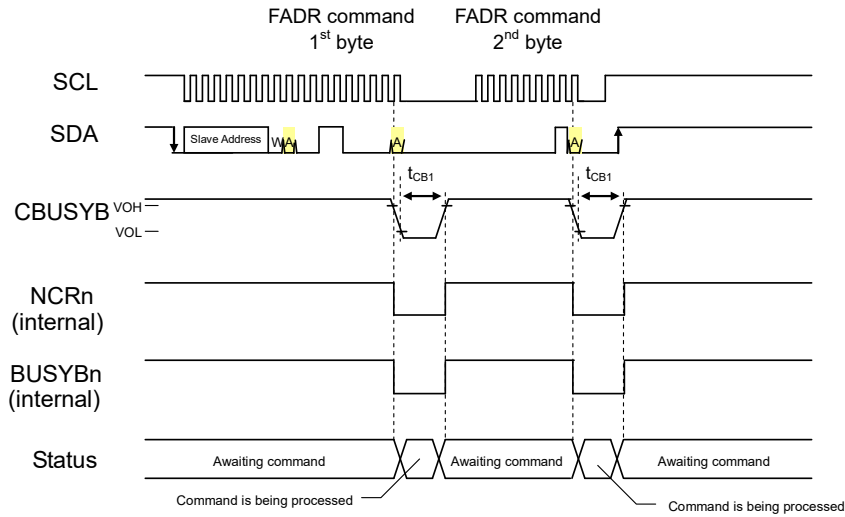 FADR command
1st byte
FADR command
2nd byte
SCL
SDA
Slave Address
W
A
A
A
tCB1
tCB1
CBUSYB
VOH
VOL
NCRn
(internal)
BUSYBn
(internal)
Status
Awaiting command
Awaiting command
Awaiting command
Command is being processed
Command is being processed